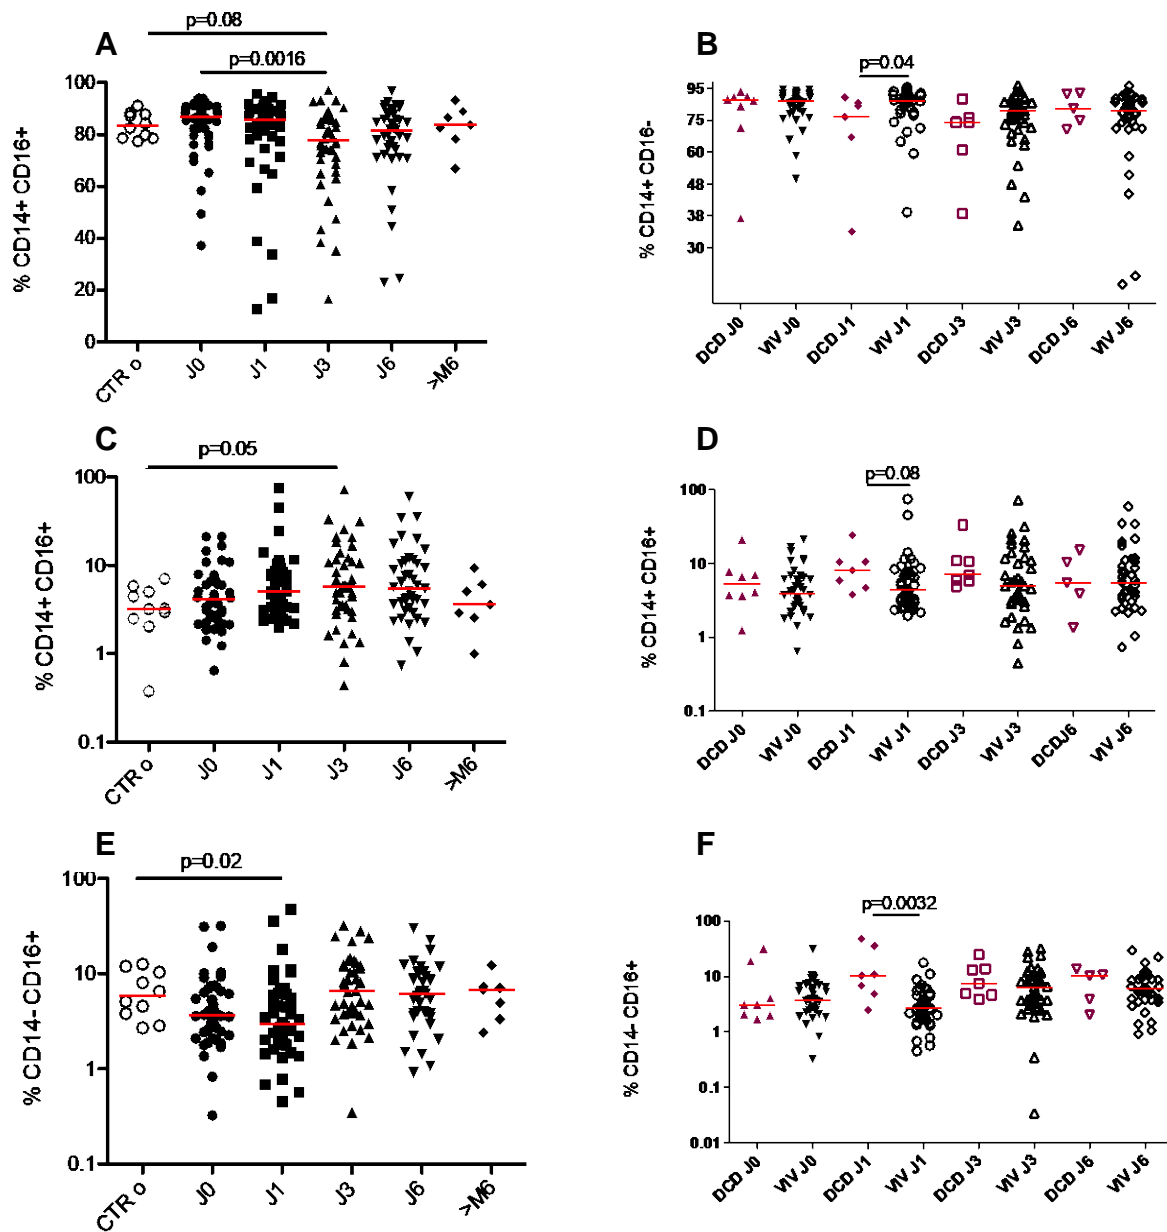 p=0.08
A
p=0.0016
% CD14+ CD16+
100
80
60
40
20
0
CTR o
J0
J1
J3
J6
>M6
B
p=0.04
% CD14+ CD16-
95
75
60
48
38
30
DCD J0
VIV J0
DCD J1
VIV J1
DCD J3
VIV J3
DCD J6
VIV J6
C
p=0.05
% CD14+ CD16+
100
10
1
0.1
CTR o
J0
J1
J3
J6
>M6
D
p=0.08
% CD14+ CD16+
100
10
1
0.1
DCD J0
VIV J0
DCD J1
VIV J1
DCD J3
VIV J3
DCDJ6
VIV J6
E
p=0.02
% CD14- CD16+
100
10
1
0.1
CTR o
J0
J1
J3
J6
>M6
F
p=0.0032
% CD14- CD16+
100
10
1
0.1
0.01
DCD J0
VIV J0
DCD J1
VIV J1
DCD J3
VIV J3
DCD J6
VIV J6